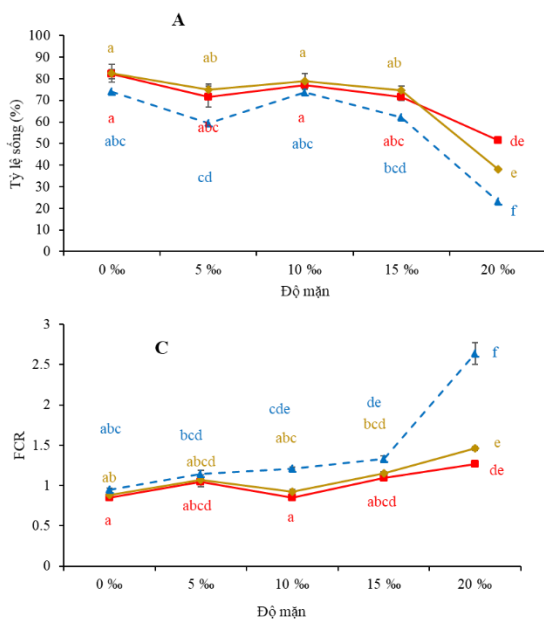 A
100
90
80
70
60
50
40
30
20
10
0
Tỷ lệ sống (%)
a ab a ab
a abc a abc de
abc cd abc bcd e
f
0 ‰ 5 ‰ 10 ‰ 15 ‰ 20 ‰
Độ mặn
C
3
2.5
2
1.5
1
0.5
0
FCR
abc bcd cde de f
ab abcd abc bcd e
a abcd a abcd de
0 ‰ 5 ‰ 10 ‰ 15 ‰ 20 ‰
Độ mặn